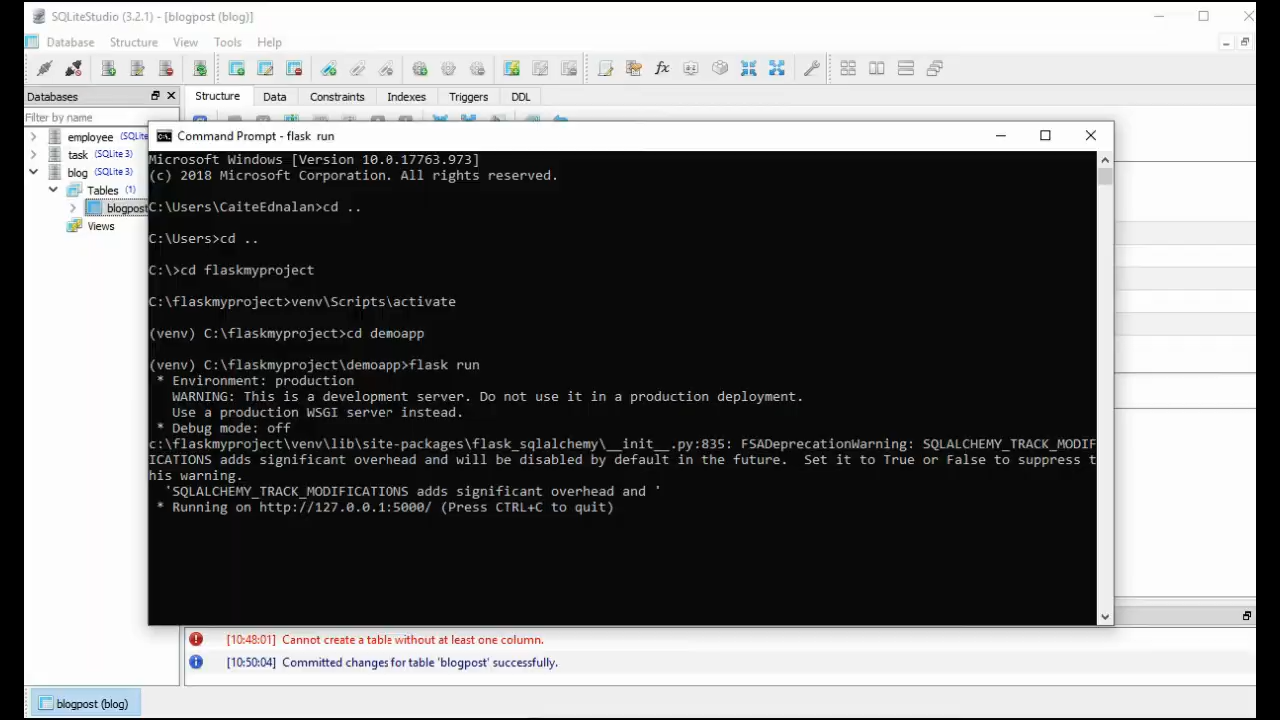 SQLiteStudio (3.2.1) - [blogpost (blog)]
Database Structure View Tools Help
Databases
Structure Data Constraints Indexes Triggers DDL
Filter by name
employee (SQLite
task (SQLite 3)
blog (SQLite 3)
Tables (1)
blogpost
Views
Command Prompt - flask run
Microsoft Windows [Version 10.0.17763.973]
(c) 2018 Microsoft Corporation. All rights reserved.
C:\Users\CaiteEdnalan>cd ..
C:\Users>cd ..
C:\>cd flaskmyproject
C:\flaskmyproject>venv\Scripts\activate
(venv) C:\flaskmyproject>cd demoapp
(venv) C:\flaskmyproject\demoapp>flask run
* Environment: production
WARNING: This is a development server. Do not use it in a production deployment.
Use a production WSGI server instead.
* Debug mode: off
c:\flaskmyproject\venv\lib\site-packages\flask_sqlalchemy\__init__.py:835: FSADeprecationWarning: SQLALCHEMY_TRACK_MODIF
ICATIONS adds significant overhead and will be disabled by default in the future.  Set it to True or False to suppress t
his warning.
'SQLALCHEMY_TRACK_MODIFICATIONS adds significant overhead and '
* Running on http://127.0.0.1:5000/ (Press CTRL+C to quit)
[10:48:01] Cannot create a table without at least one column.
[10:50:04] Committed changes for table 'blogpost' successfully.
blogpost (blog)